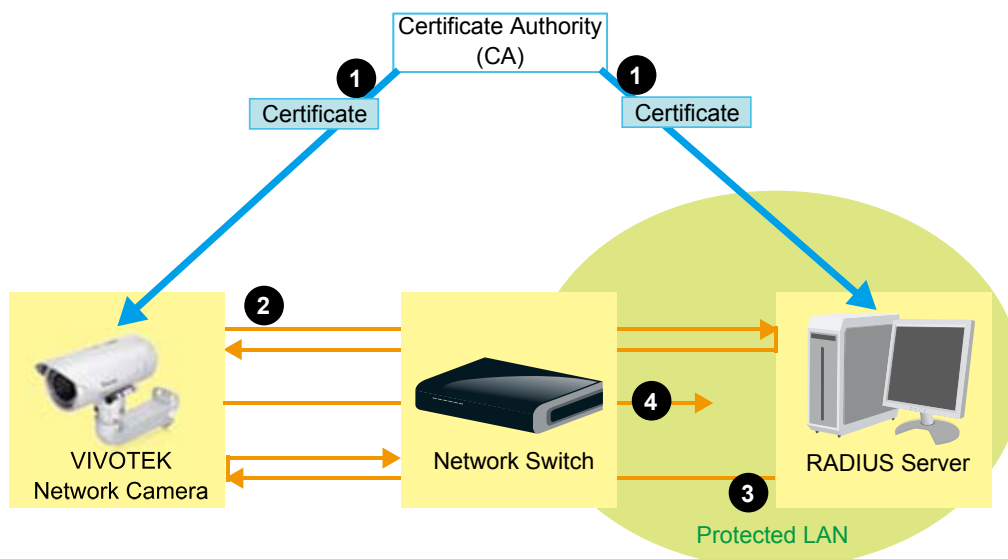 Certificate Authority
(CA)
1
1
Certificate
Certificate
2
4
VIVOTEK
Network Camera
Network Switch
RADIUS Server
3
Protected LAN